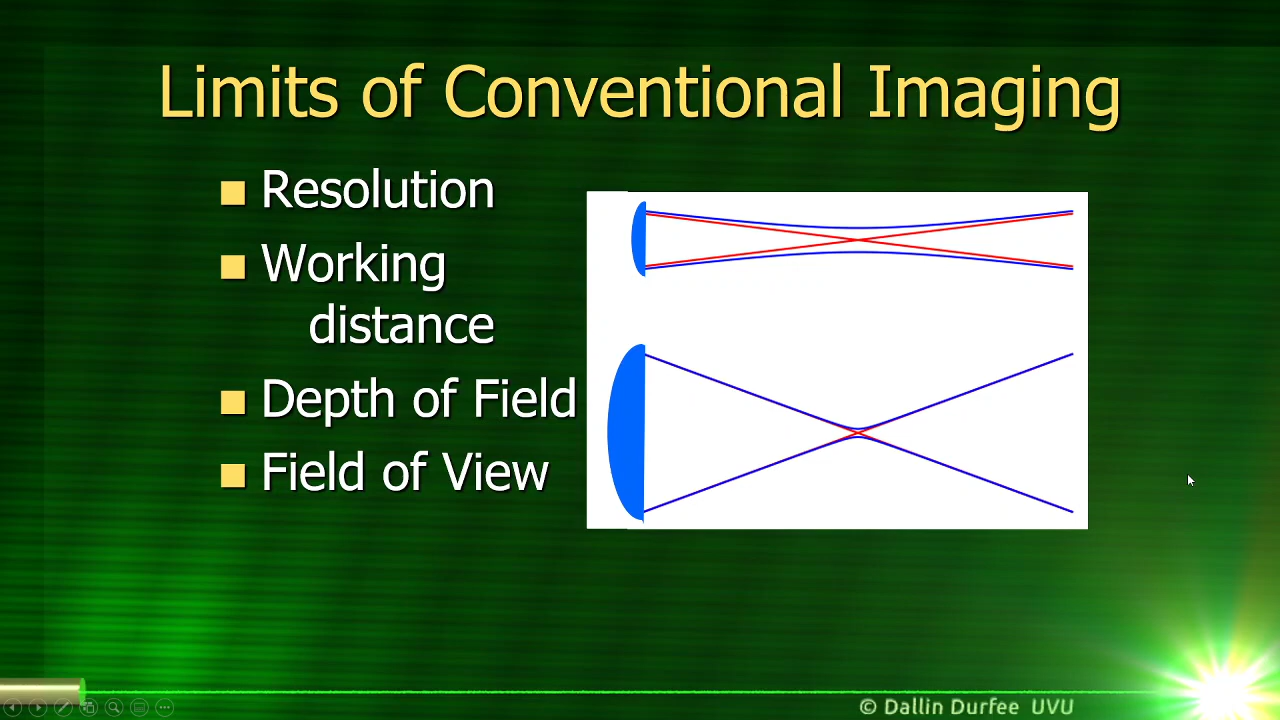 Limits of Conventional Imaging
Resolution
Working
distance
Depth of Field
Field of View
© Dallin Durfee UVU